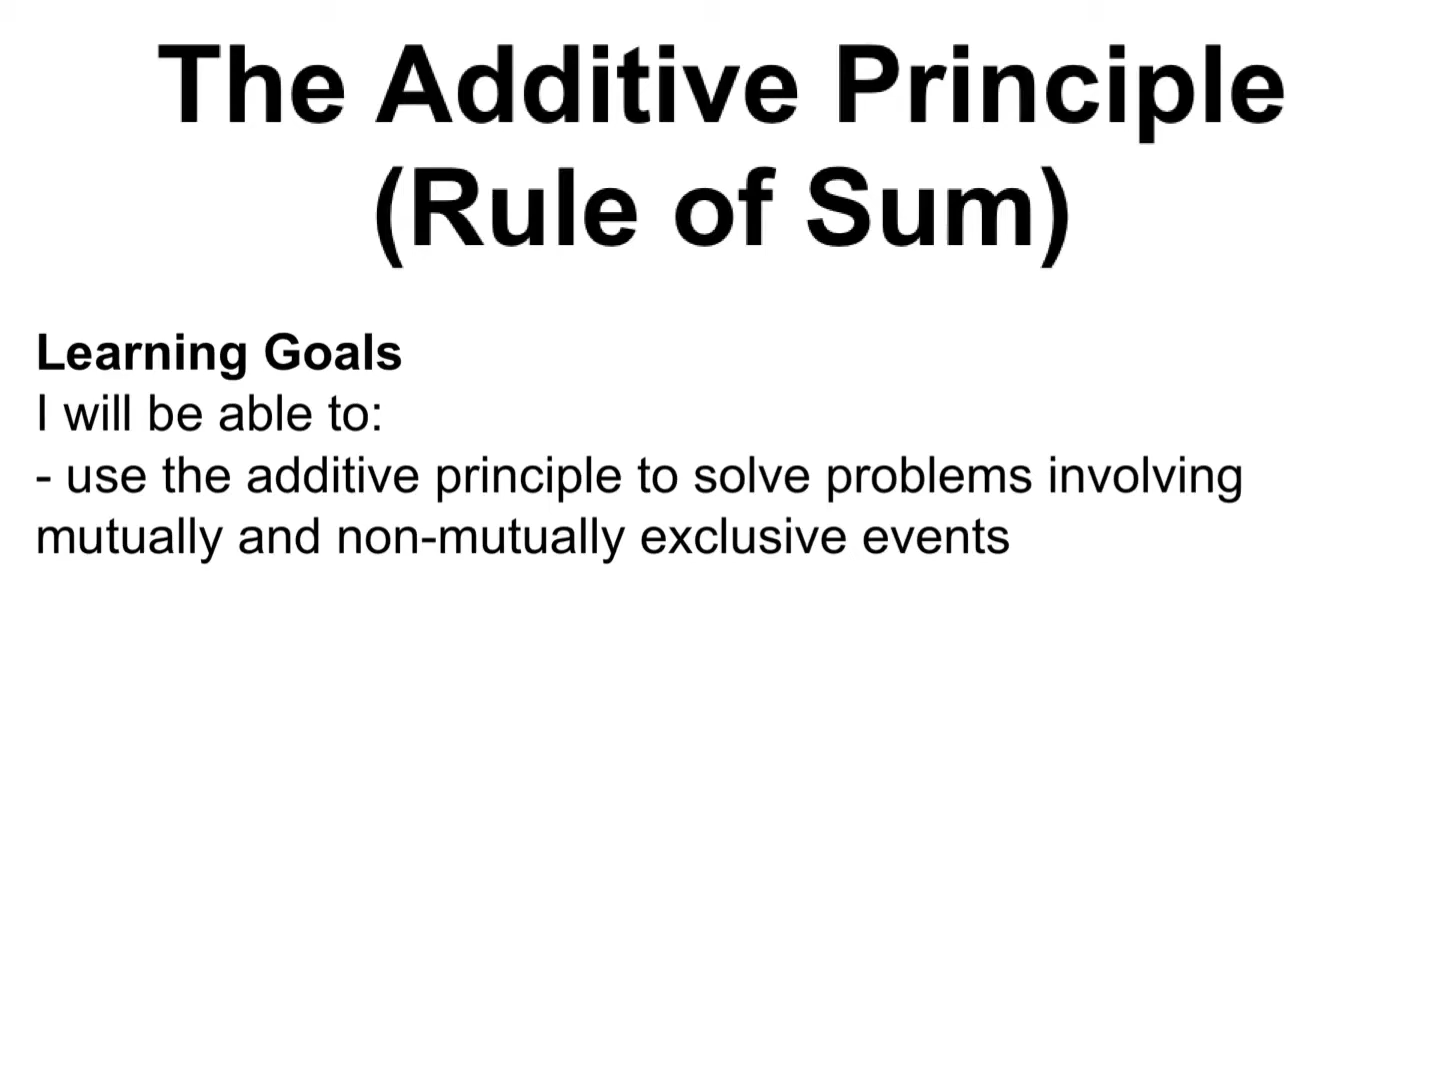 The Additive Principle
(Rule of Sum)
Learning Goals
I will be able to:
- use the additive principle to solve problems involving
mutually and non-mutually exclusive events